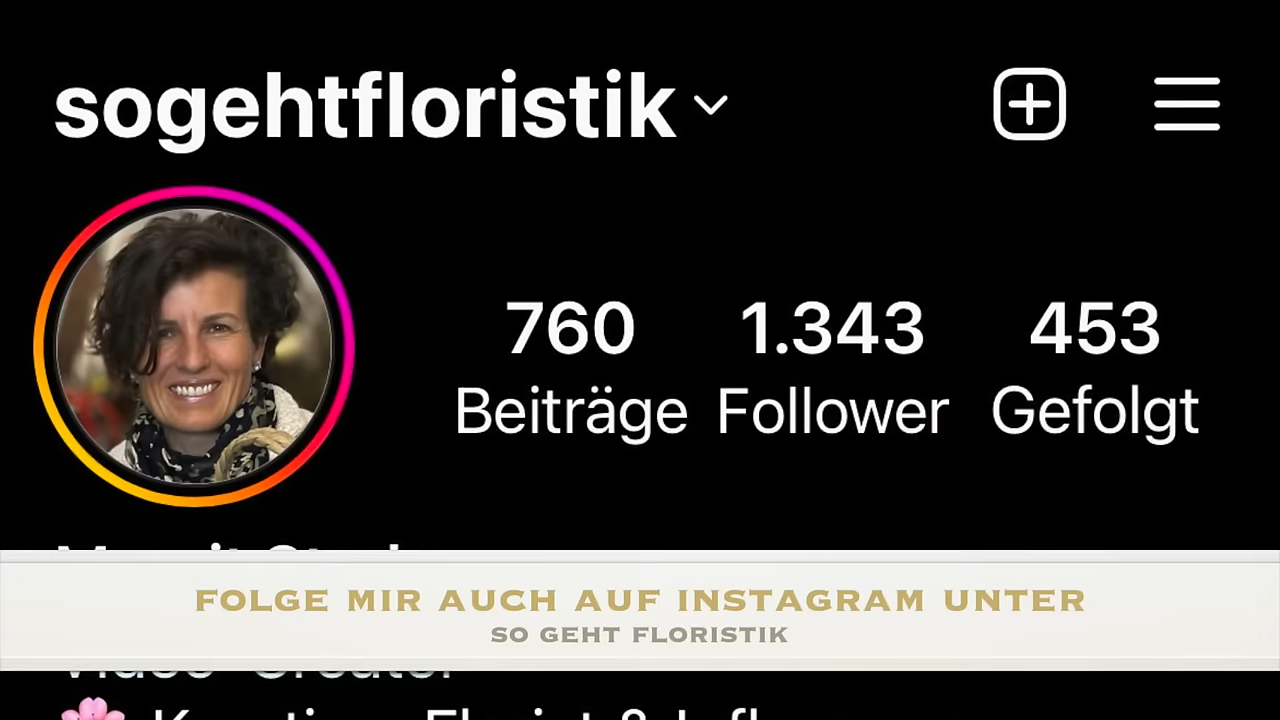 sogehtfloristik
760 1.343 453
Beiträge Follower Gefolgt
FOLGE MIR AUCH AUF INSTAGRAM UNTER
SO GEHT FLORISTIK